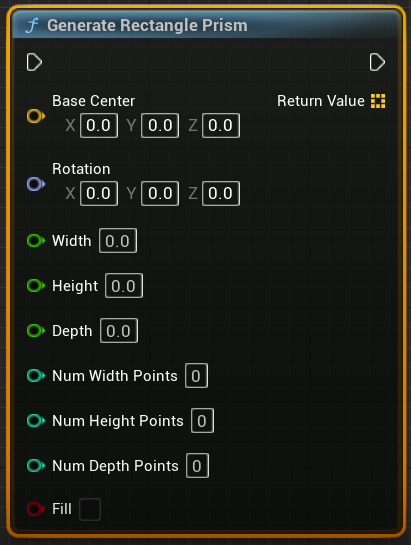 f Generate Rectangle Prism
Base Center Return Value
X 0.0 Y 0.0 Z 0.0
Rotation
X 0.0 Y 0.0 Z 0.0
Width 0.0
Height 0.0
Depth 0.0
Num Width Points 0
Num Height Points 0
Num Depth Points 0
Fill